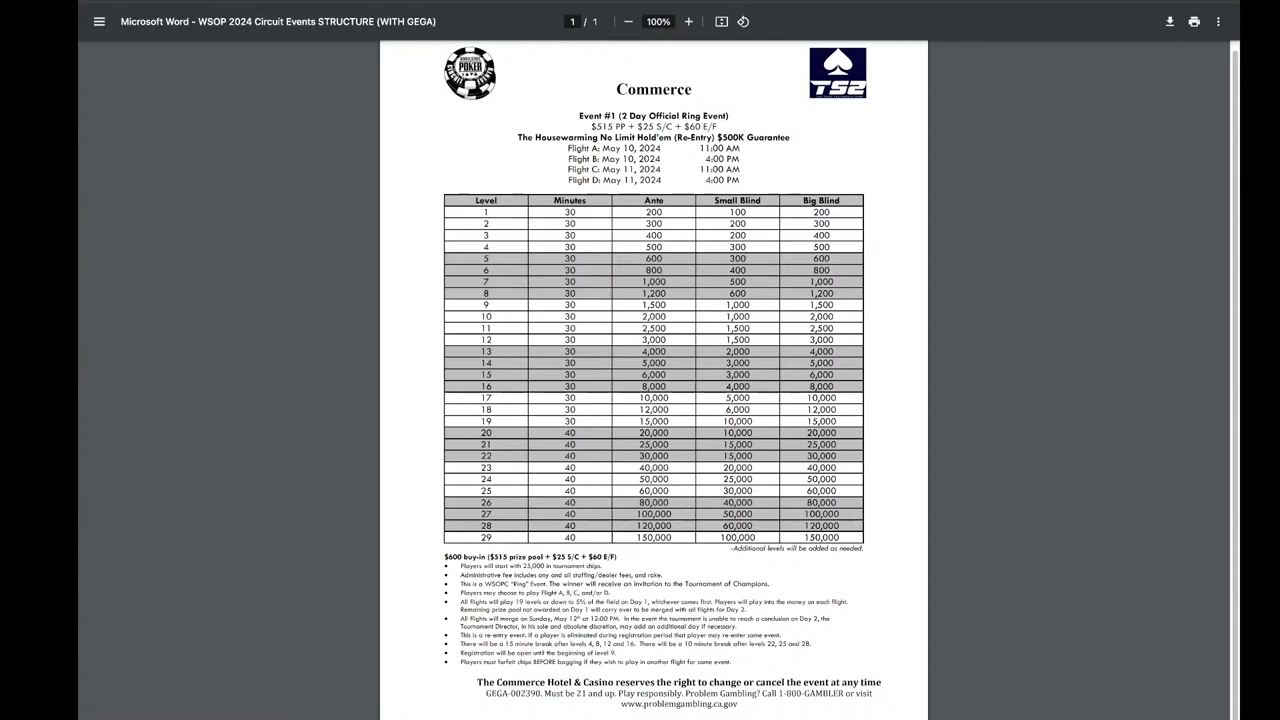 Microsoft Word - WSOP 2024 Circuit Events STRUCTURE (WITH GEGA)
1 / 1
100%
POKER
TS2
Commerce
Event #1 (2 Day Official Ring Event)
$515 PP + $25 S/C + $60 E/F
The Housewarming No Limit Hold'em (Re-Entry) $500K Guarantee
Flight A: May 10, 2024 11:00 AM
Flight B: May 10, 2024 4:00 PM
Flight C: May 11, 2024 11:00 AM
Flight D: May 11, 2024 4:00 PM
Level Minutes Ante Small Blind Big Blind
1 30 200 100 200
2 30 300 200 300
3 30 400 200 400
4 30 500 300 500
5 30 600 300 600
6 30 800 400 800
7 30 1,000 500 1,000
8 30 1,200 600 1,200
9 30 1,500 1,000 1,500
10 30 2,000 1,000 2,000
11 30 2,500 1,500 2,500
12 30 3,000 1,500 3,000
13 30 4,000 2,000 4,000
14 30 5,000 3,000 5,000
15 30 6,000 3,000 6,000
16 30 8,000 4,000 8,000
17 30 10,000 5,000 10,000
18 30 12,000 6,000 12,000
19 30 15,000 10,000 15,000
20 40 20,000 10,000 20,000
21 40 25,000 15,000 25,000
22 40 30,000 15,000 30,000
23 40 40,000 20,000 40,000
24 40 50,000 25,000 50,000
25 40 60,000 30,000 60,000
26 40 80,000 40,000 80,000
27 40 100,000 50,000 100,000
28 40 120,000 60,000 120,000
29 40 150,000 100,000 150,000
-Additional levels will be added as needed.
$600 buy-in ($515 prize pool + $25 S/C + $60 E/F)
• Players will start with 25,000 in tournament chips.
• Administrative fee includes any and all staffing/dealer fees, and rake.
• This is a WSOPC "Ring" Event. The winner will receive an invitation to the Tournament of Champions.
• Players may choose to play Flight A, B, C, and/or D.
• All flights will play 19 levels or down to 5% of the field on Day 1, whichever comes first. Players will play into the money on each flight.
Remaining prize pool not awarded on Day 1 will carry over to be merged with all flights for Day 2.
• All flights will merge on Sunday, May 12th at 12:00 PM. In the event the tournament is unable to reach a conclusion on Day 2, the
Tournament Director, in his sole and absolute discretion, may add an additional day if necessary.
• This is a re-entry event. If a player is eliminated during registration period that player may re-enter same event.
• There will be a 15 minute break after levels 4, 8, 12 and 16. There will be a 10 minute break after levels 22, 25 and 28.
• Registration will be open until the beginning of level 9.
• Players must forfeit chips BEFORE bagging if they wish to play in another flight for same event.
The Commerce Hotel & Casino reserves the right to change or cancel the event at any time
GEGA-002390. Must be 21 and up. Play responsibly. Problem Gambling? Call 1-800-GAMBLER or visit
www.problemgambling.ca.gov